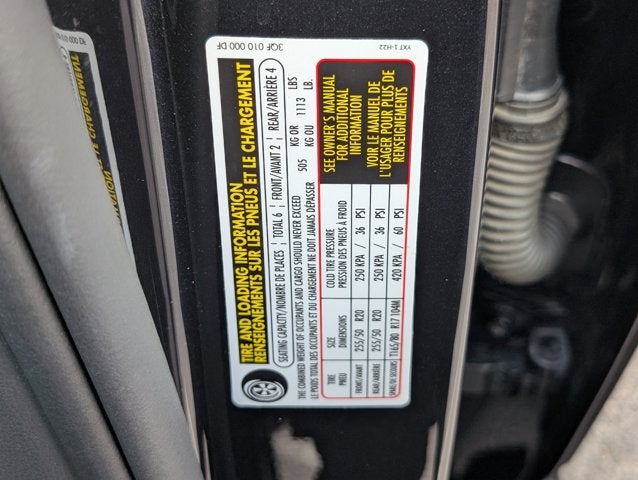 3QF 010 000 DF
YXT 1-H22
TIRE AND LOADING INFORMATION
RENSEIGNEMENTS SUR LES PNEUS ET LE CHARGEMENT
SEATING CAPACITY/NOMBRE DE PLACES ¦ TOTAL 6 ¦ FRONT/AVANT 2 ¦ REAR/ARRIÈRE 4
THE COMBINED WEIGHT OF OCCUPANTS AND CARGO SHOULD NEVER EXCEED 505 KG OR 1113 LBS
LE POIDS TOTAL DES OCCUPANTS ET DU CHARGEMENT NE DOIT JAMAIS DÉPASSER KG OU LB.
TIRE SIZE COLD TIRE PRESSURE
PNEU DIMENSIONS PRESSION DES PNEUS À FROID
FRONT/AVANT 255/50 R20 250 KPA / 36 PSI
REAR/ARRIÈRE 255/50 R20 250 KPA / 36 PSI
SPARE/DE SECOURS T165/80 R17 104M 420 KPA / 60 PSI
SEE OWNER'S MANUAL
FOR ADDITIONAL
INFORMATION
VOIR LE MANUEL DE
L'USAGER POUR PLUS DE
RENSEIGNEMENTS